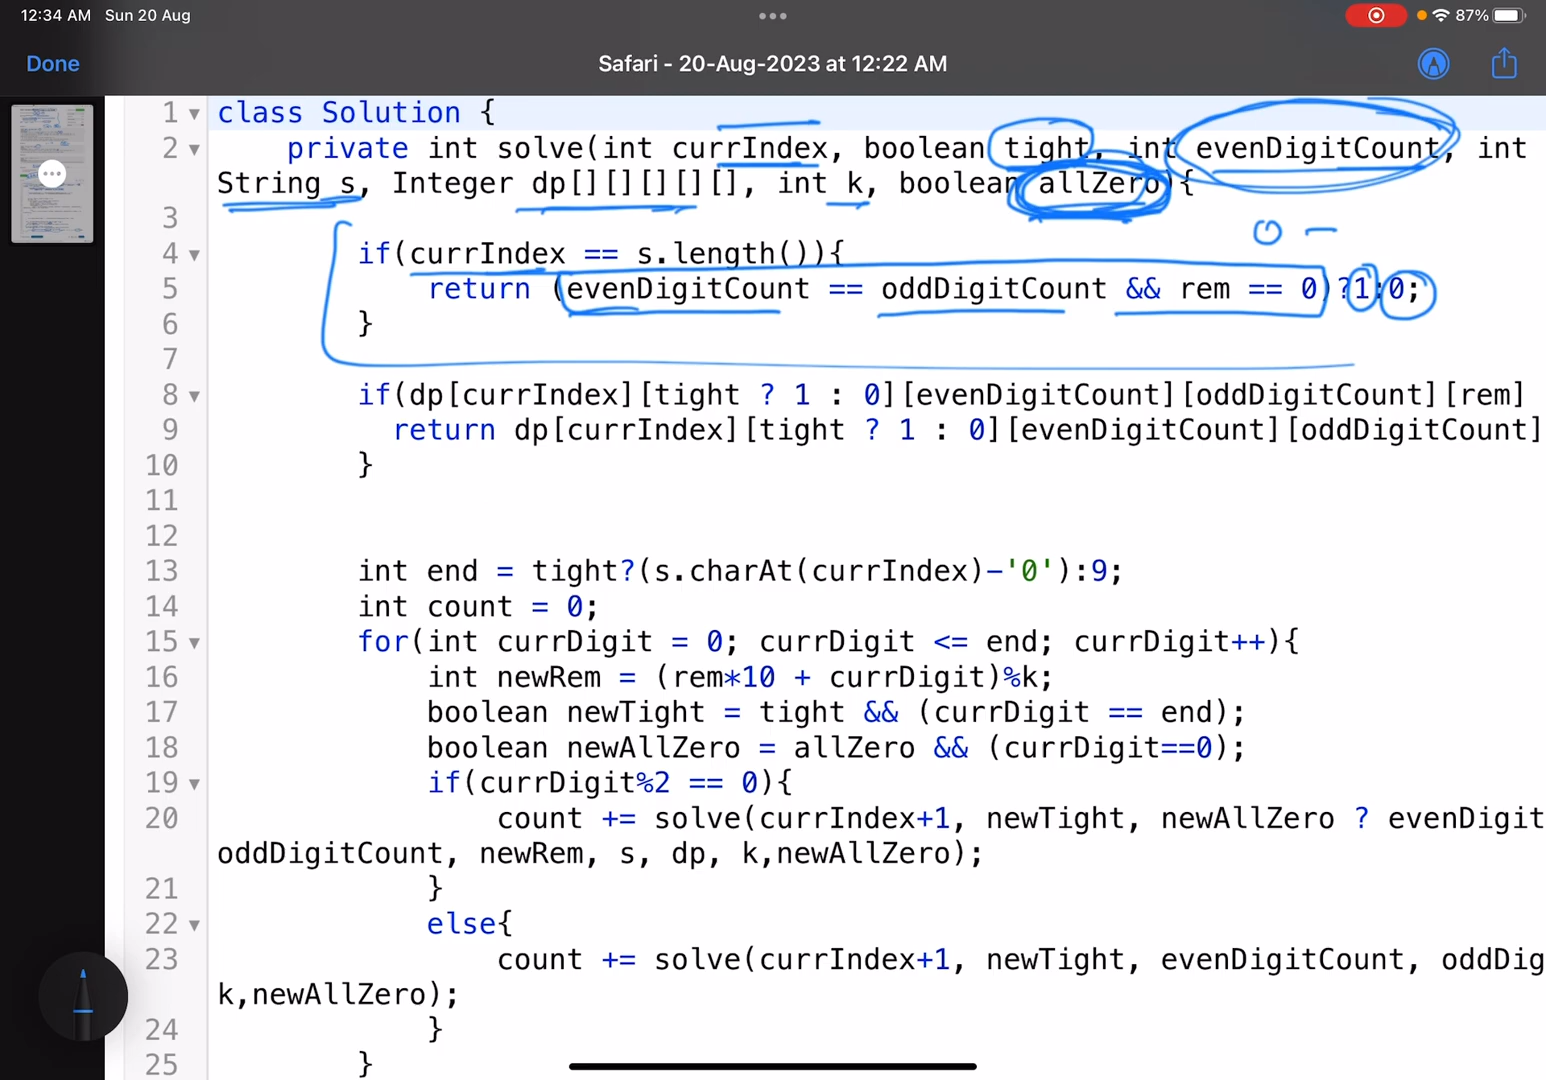 12:34 AM Sun 20 Aug
87%
Done
Safari - 20-Aug-2023 at 12:22 AM
1 class Solution {
2 private int solve(int currIndex, boolean tight, int evenDigitCount, int
String s, Integer dp[][][][][], int k, boolean allZero){
3
0 -
4 if(currIndex == s.length()){
5 return (evenDigitCount == oddDigitCount && rem == 0)?1:0;
6 }
7
8 if(dp[currIndex][tight ? 1 : 0][evenDigitCount][oddDigitCount][rem]
9 return dp[currIndex][tight ? 1 : 0][evenDigitCount][oddDigitCount]
10 }
11
12
13 int end = tight?(s.charAt(currIndex)-'0'):9;
14 int count = 0;
15 for(int currDigit = 0; currDigit <= end; currDigit++){
16 int newRem = (rem*10 + currDigit)%k;
17 boolean newTight = tight && (currDigit == end);
18 boolean newAllZero = allZero && (currDigit==0);
19 if(currDigit%2 == 0){
20 count += solve(currIndex+1, newTight, newAllZero ? evenDigit
oddDigitCount, newRem, s, dp, k,newAllZero);
21 }
22 else{
23 count += solve(currIndex+1, newTight, evenDigitCount, oddDig
k,newAllZero);
24 }
25 }